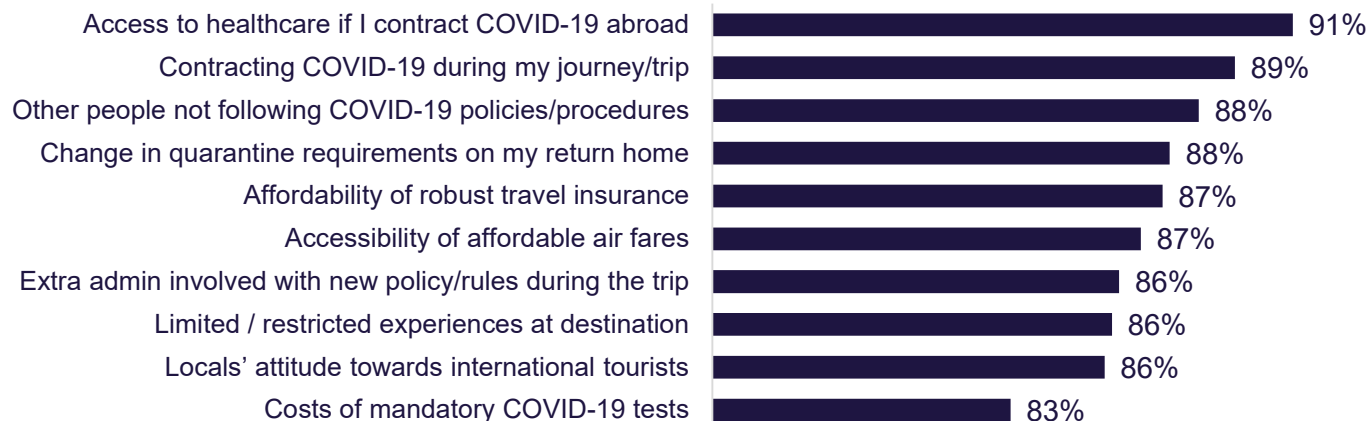 Access to healthcare if I contract COVID-19 abroad 91%
Contracting COVID-19 during my journey/trip 89%
Other people not following COVID-19 policies/procedures 88%
Change in quarantine requirements on my return home 88%
Affordability of robust travel insurance 87%
Accessibility of affordable air fares 87%
Extra admin involved with new policy/rules during the trip 86%
Limited / restricted experiences at destination 86%
Locals’ attitude towards international tourists 86%
Costs of mandatory COVID-19 tests 83%